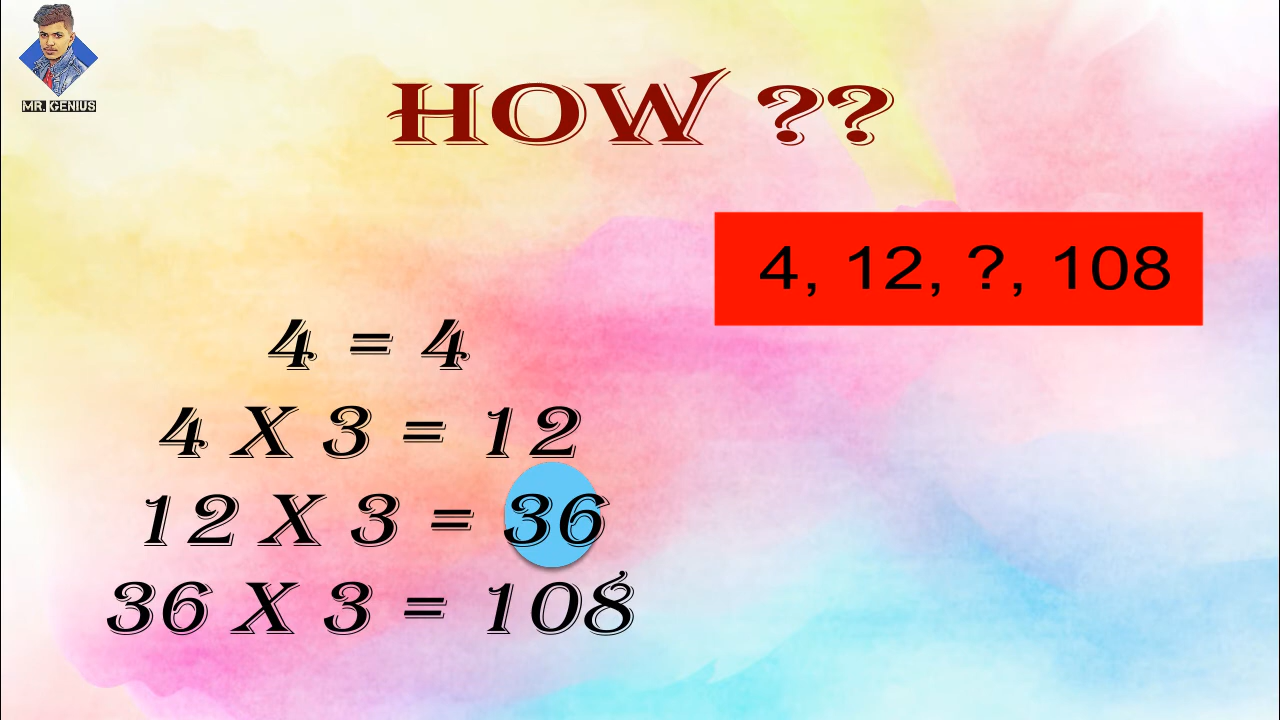 MR. GENIUS
HOW ??
4, 12, ?, 108
4 = 4
4 X 3 = 12
12 X 3 = 36
36 X 3 = 108